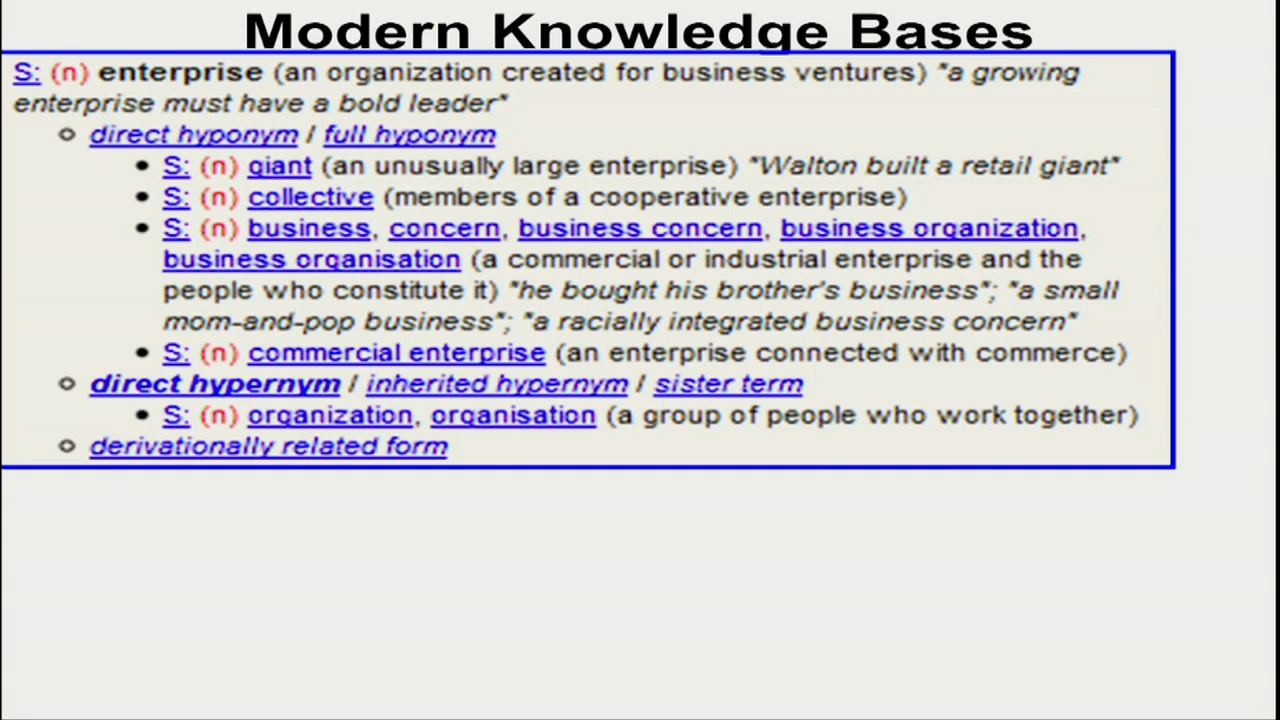 Modern Knowledge Bases
S: (n) enterprise (an organization created for business ventures) "a growing
enterprise must have a bold leader"
direct hyponym / full hyponym
S: (n) giant (an unusually large enterprise) "Walton built a retail giant"
S: (n) collective (members of a cooperative enterprise)
S: (n) business, concern, business concern, business organization,
business organisation (a commercial or industrial enterprise and the
people who constitute it) "he bought his brother's business"; "a small
mom-and-pop business"; "a racially integrated business concern"
S: (n) commercial enterprise (an enterprise connected with commerce)
direct hypernym / inherited hypernym / sister term
S: (n) organization, organisation (a group of people who work together)
derivationally related form